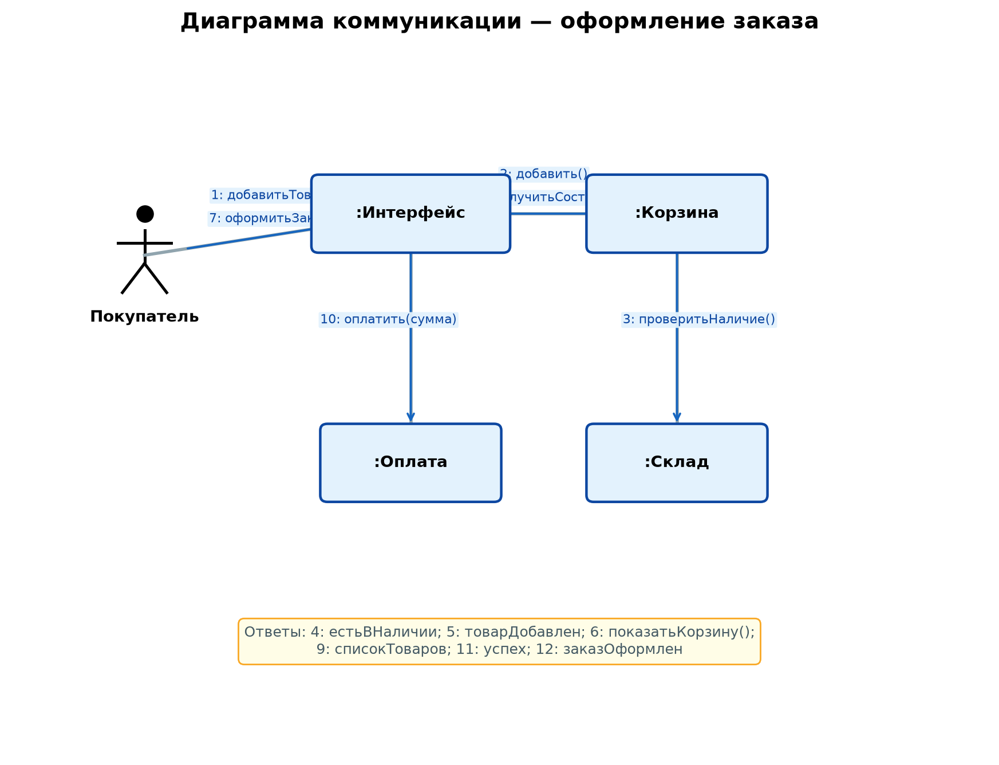 Диаграмма коммуникации — оформление заказа
2: добавить()
1: добавитьТов
лучитьСост
7: оформитьЗак
:Интерфейс
:Корзина
Покупатель
10: оплатить(сумма)
3: проверитьНаличие()
:Оплата
:Склад
Ответы: 4: естьВНаличии; 5: товарДобавлен; 6: показатьКорзину();
9: списокТоваров; 11: успех; 12: заказОформлен